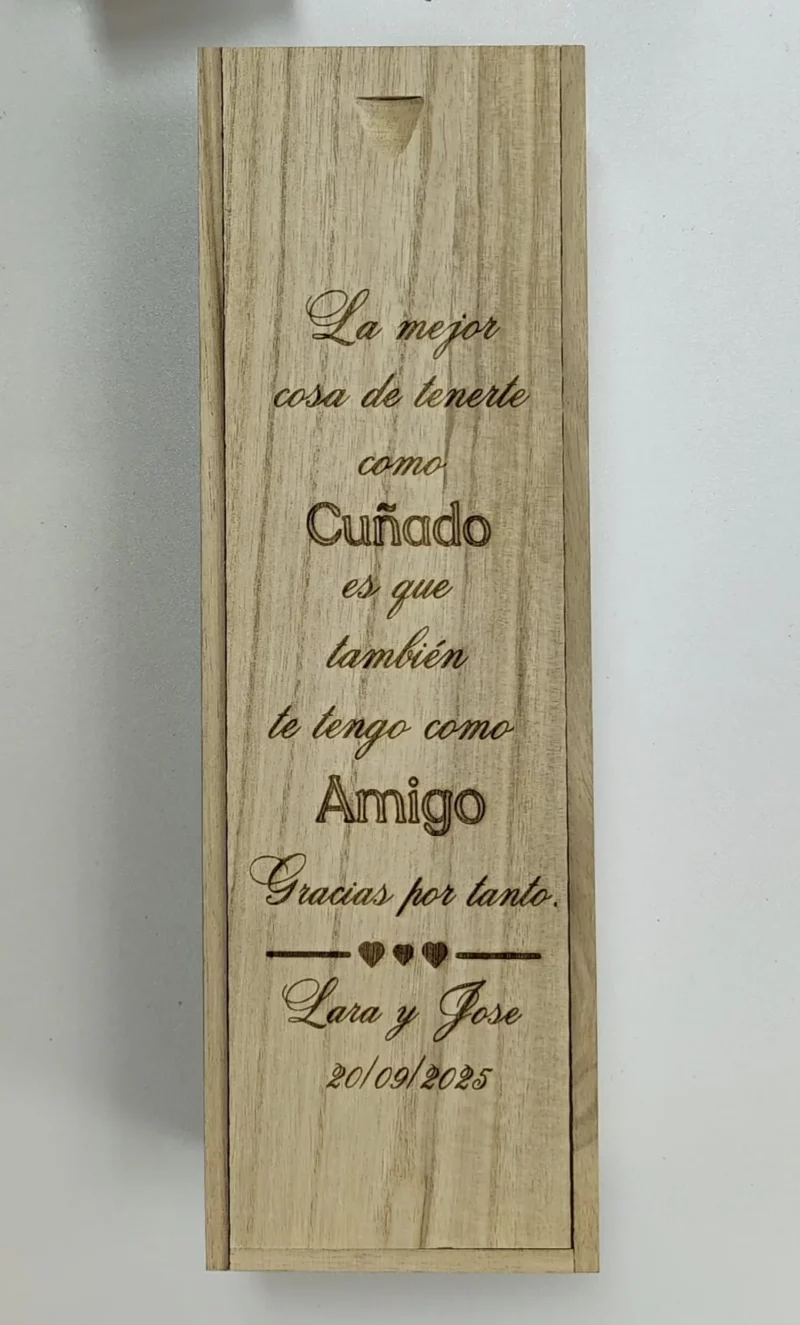 La mejor
cosa de tenerte
como
Cuñado
es que
también
te tengo como
Amigo
Gracias por tanto.
Lara y Jose
20/09/2025